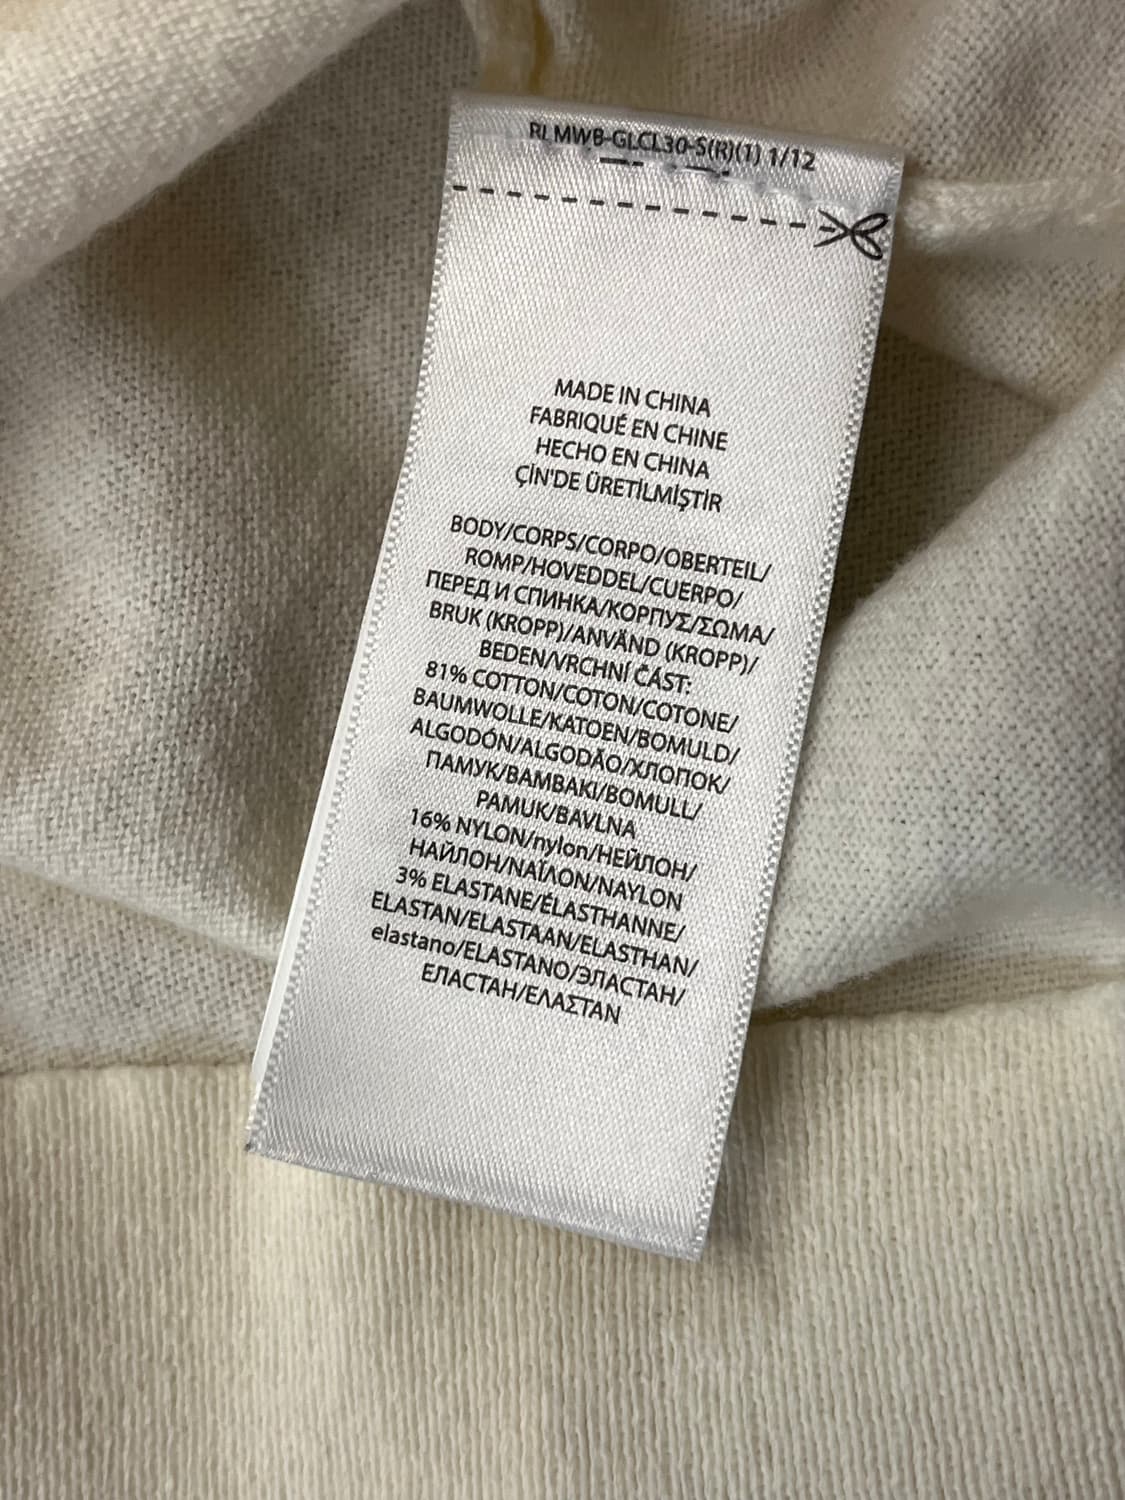 RL MWB-GLCL30-S(R)(1) 1/12
MADE IN CHINA
FABRIQUÉ EN CHINE
HECHO EN CHINA
ÇİN'DE ÜRETİLMİŞTİR
BODY/CORPS/CORPO/OBERTEIL/
ROMP/HOVEDDEL/CUERPO/
ПЕРЕД И СПИНКА/КОРПУС/ΣΩΜΑ/
BRUK (KROPP)/ANVÄND (KROPP)/
BEDEN/VRCHNÍ ČÁST:
81% COTTON/COTON/COTONE/
BAUMWOLLE/KATOEN/BOMULD/
ALGODÓN/ALGODÃO/ХЛОПОК/
ПАМУК/ΒΑΜΒΑΚΙ/BOMULL/
PAMUK/BAVLNA
16% NYLON/nylon/НЕЙЛОН/
НАЙЛОН/ΝΑΪΛΟΝ/NAYLON
3% ELASTANE/ÉLASTHANNE/
ELASTAN/ELASTAAN/ELASTHAN/
elastano/ELASTANO/ЭЛАСТАН/
ЕЛАСТАН/ΕΛΑΣΤΑΝ